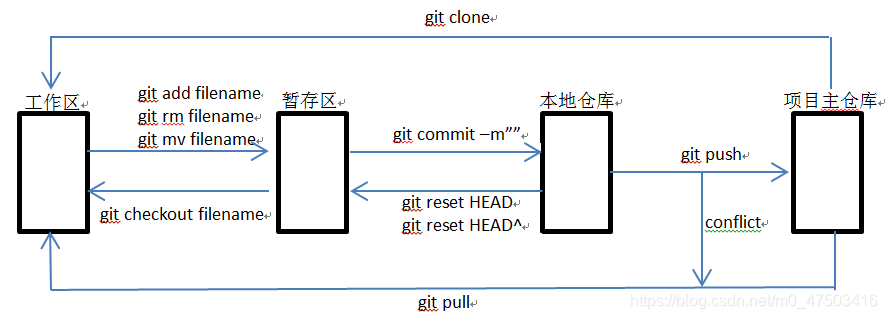 git clone
工作区
git add filename
git rm filename
git mv filename
暂存区
git commit –m””
本地仓库
项目主仓库
git push
git checkout filename
git reset HEAD
git reset HEAD^
conflict
git pull
https://blog.csdn.net/m0_47503416